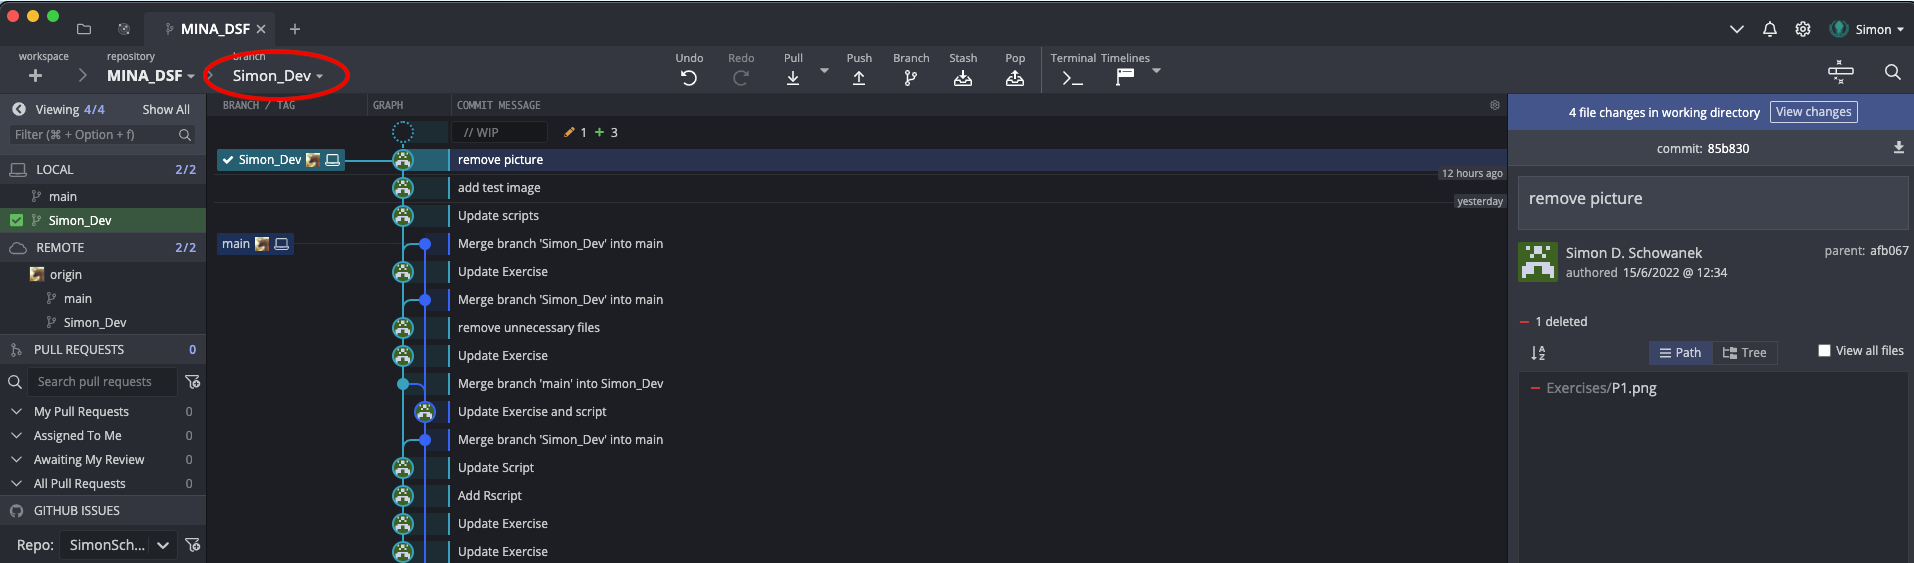 MINA_DSF
Simon
workspace
repository
branch
MINA_DSF
Simon_Dev
Undo
Redo
Pull
Push
Branch
Stash
Pop
Terminal
Timelines
Viewing 4/4
Show All
Filter (⌘ + Option + f)
LOCAL 2/2
main
Simon_Dev
REMOTE 2/2
origin
main
Simon_Dev
PULL REQUESTS 0
Search pull requests
My Pull Requests 0
Assigned To Me 0
Awaiting My Review 0
All Pull Requests 0
GITHUB ISSUES
Repo: SimonSch...
BRANCH / TAG
GRAPH
COMMIT MESSAGE
// WIP
1 + 3
Simon_Dev
remove picture
12 hours ago
add test image
yesterday
Update scripts
main
Merge branch 'Simon_Dev' into main
Update Exercise
Merge branch 'Simon_Dev' into main
remove unnecessary files
Update Exercise
Merge branch 'main' into Simon_Dev
Update Exercise and script
Merge branch 'Simon_Dev' into main
Update Script
Add Rscript
Update Exercise
Update Exercise
4 file changes in working directory
View changes
commit: 85b830
remove picture
Simon D. Schowanek
authored 15/6/2022 @ 12:34
parent: afb067
1 deleted
Path
Tree
View all files
Exercises/P1.png